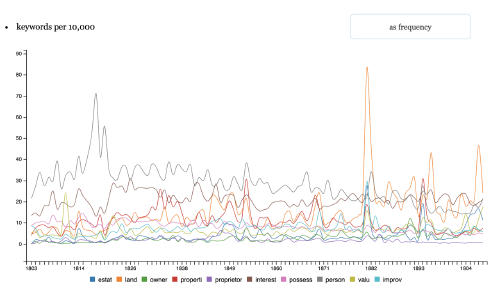 • keywords per 10,000
as frequency
90
80
70
60
50
40
30
20
10
0
1803 1814 1826 1838 1849 1860 1871 1882 1893 1904
estat land owner properti proprietor interest possess person valu improv